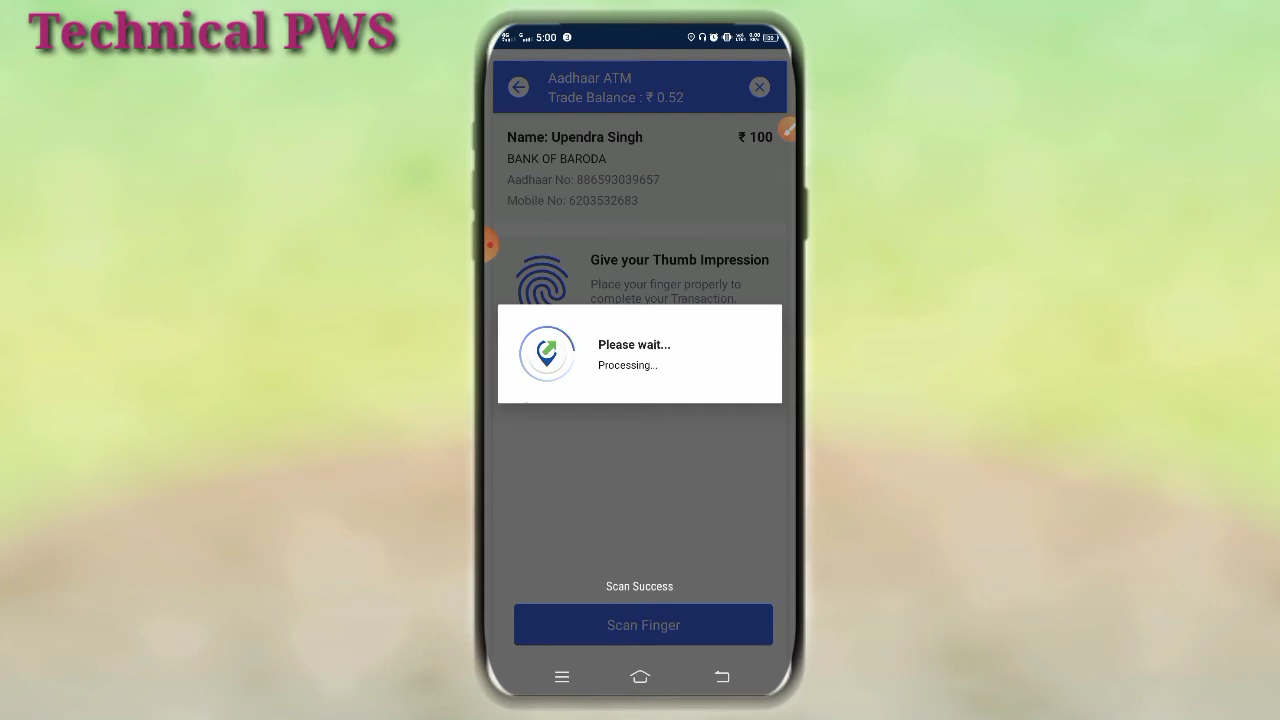 Technical PWS
5:00
Aadhaar ATM
Trade Balance : ₹ 0.52
Name: Upendra Singh
₹ 100
BANK OF BARODA
Aadhaar No: 886593039657
Mobile No: 6203532683
Give your Thumb Impression
Place your finger properly to
complete your Transaction.
Please wait...
Processing...
Scan Success
Scan Finger